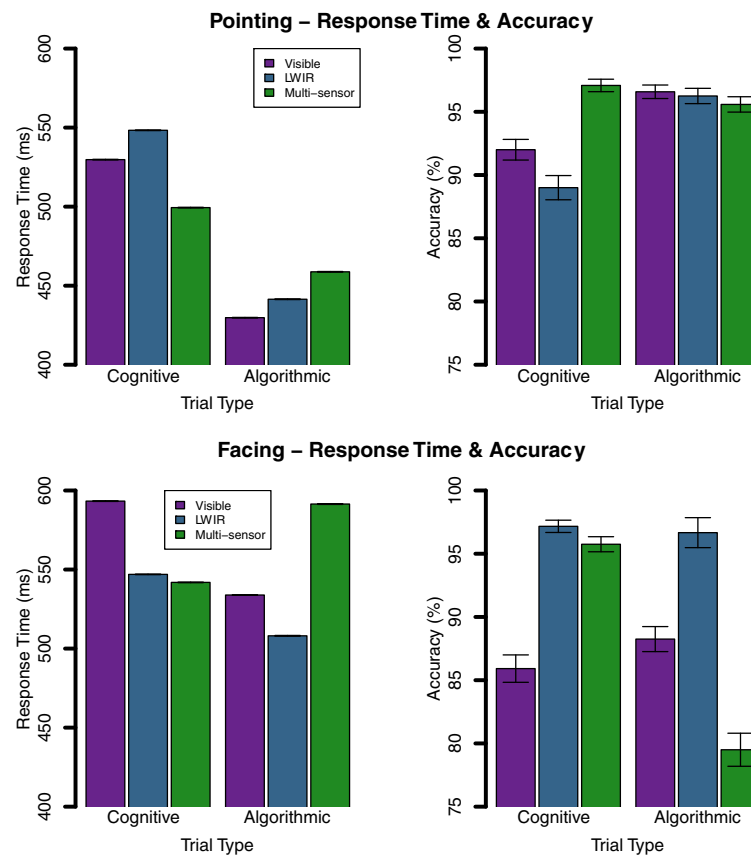 Pointing – Response Time & Accuracy
Response Time (ms)
600
550
500
450
400
Visible
LWIR
Multi−sensor
Cognitive
Algorithmic
Trial Type
Accuracy (%)
100
95
90
85
80
75
Cognitive
Algorithmic
Trial Type
Facing – Response Time & Accuracy
Response Time (ms)
600
550
500
450
400
Visible
LWIR
Multi−sensor
Cognitive
Algorithmic
Trial Type
Accuracy (%)
100
95
90
85
80
75
Cognitive
Algorithmic
Trial Type